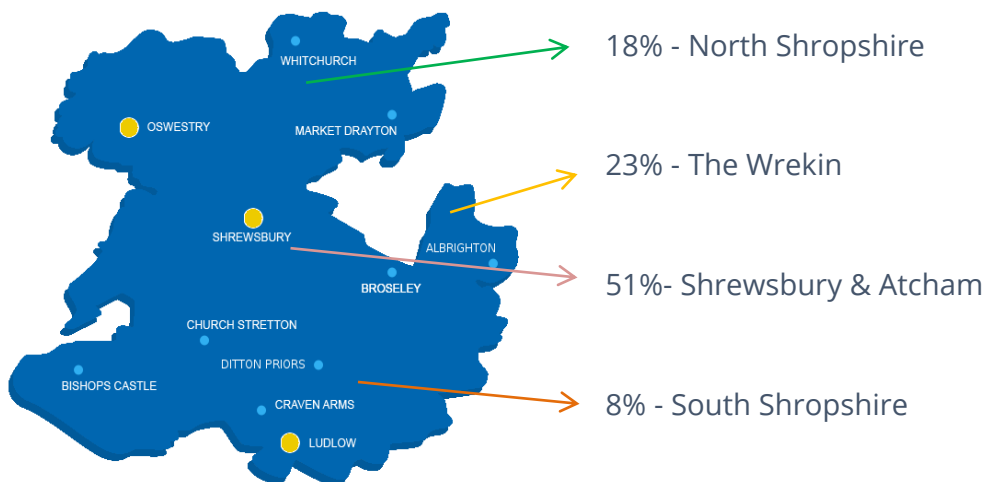 WHITCHURCH
OSWESTRY
MARKET DRAYTON
SHREWSBURY
ALBRIGHTON
BROSELEY
CHURCH STRETTON
DITTON PRIORS
BISHOPS CASTLE
CRAVEN ARMS
LUDLOW
18% - North Shropshire
23% - The Wrekin
51%- Shrewsbury & Atcham
8% - South Shropshire